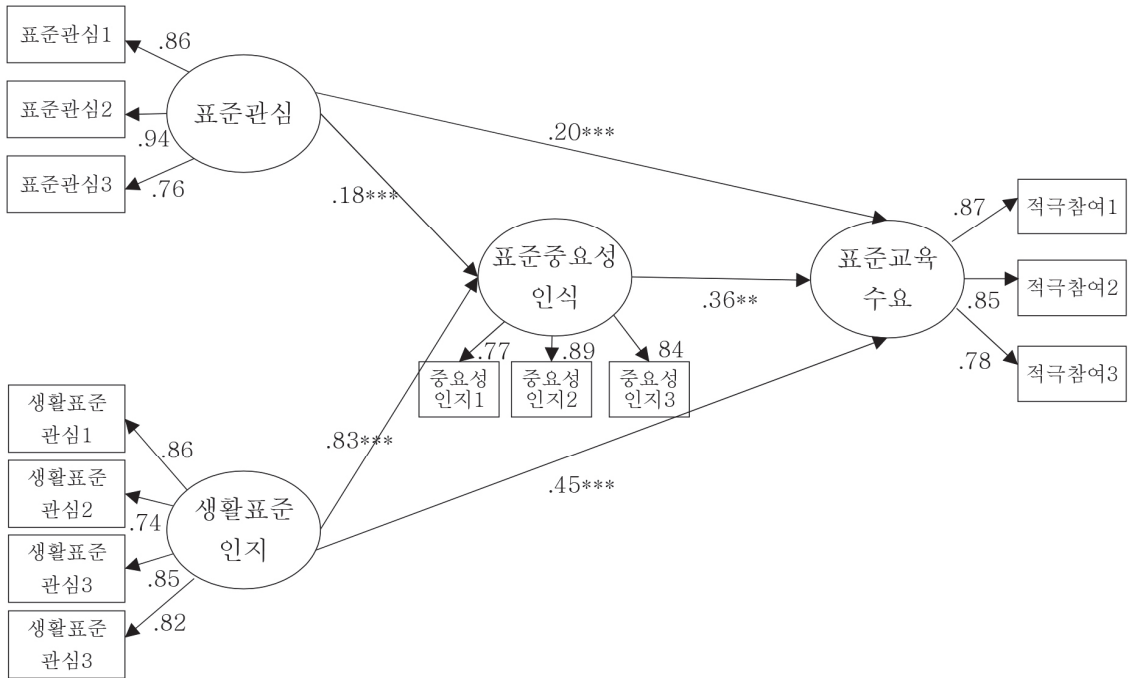 표준관심1
.86
표준관심2
.94
표준관심3
.76
표준관심
.20***
.18***
표준중요성
인식
.36**
.77
.89
84
중요성
인지1
중요성
인지2
중요성
인지3
표준교육
수요
.87
적극참여1
.85
적극참여2
.78
적극참여3
생활표준
관심1
.86
생활표준
관심2
.74
생활표준
관심3
.85
생활표준
관심3
.82
생활표준
인지
.83***
.45***